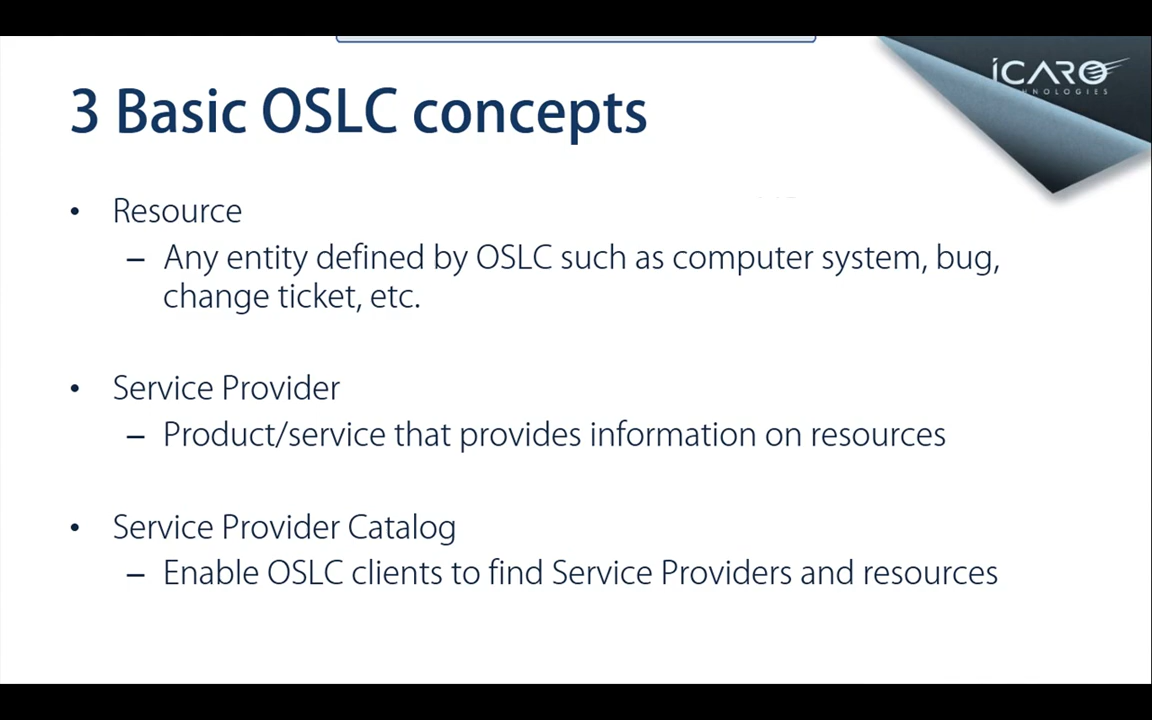 iCARO
3 Basic OSLC concepts
• Resource
– Any entity defined by OSLC such as computer system, bug,
change ticket, etc.
• Service Provider
– Product/service that provides information on resources
• Service Provider Catalog
– Enable OSLC clients to find Service Providers and resources